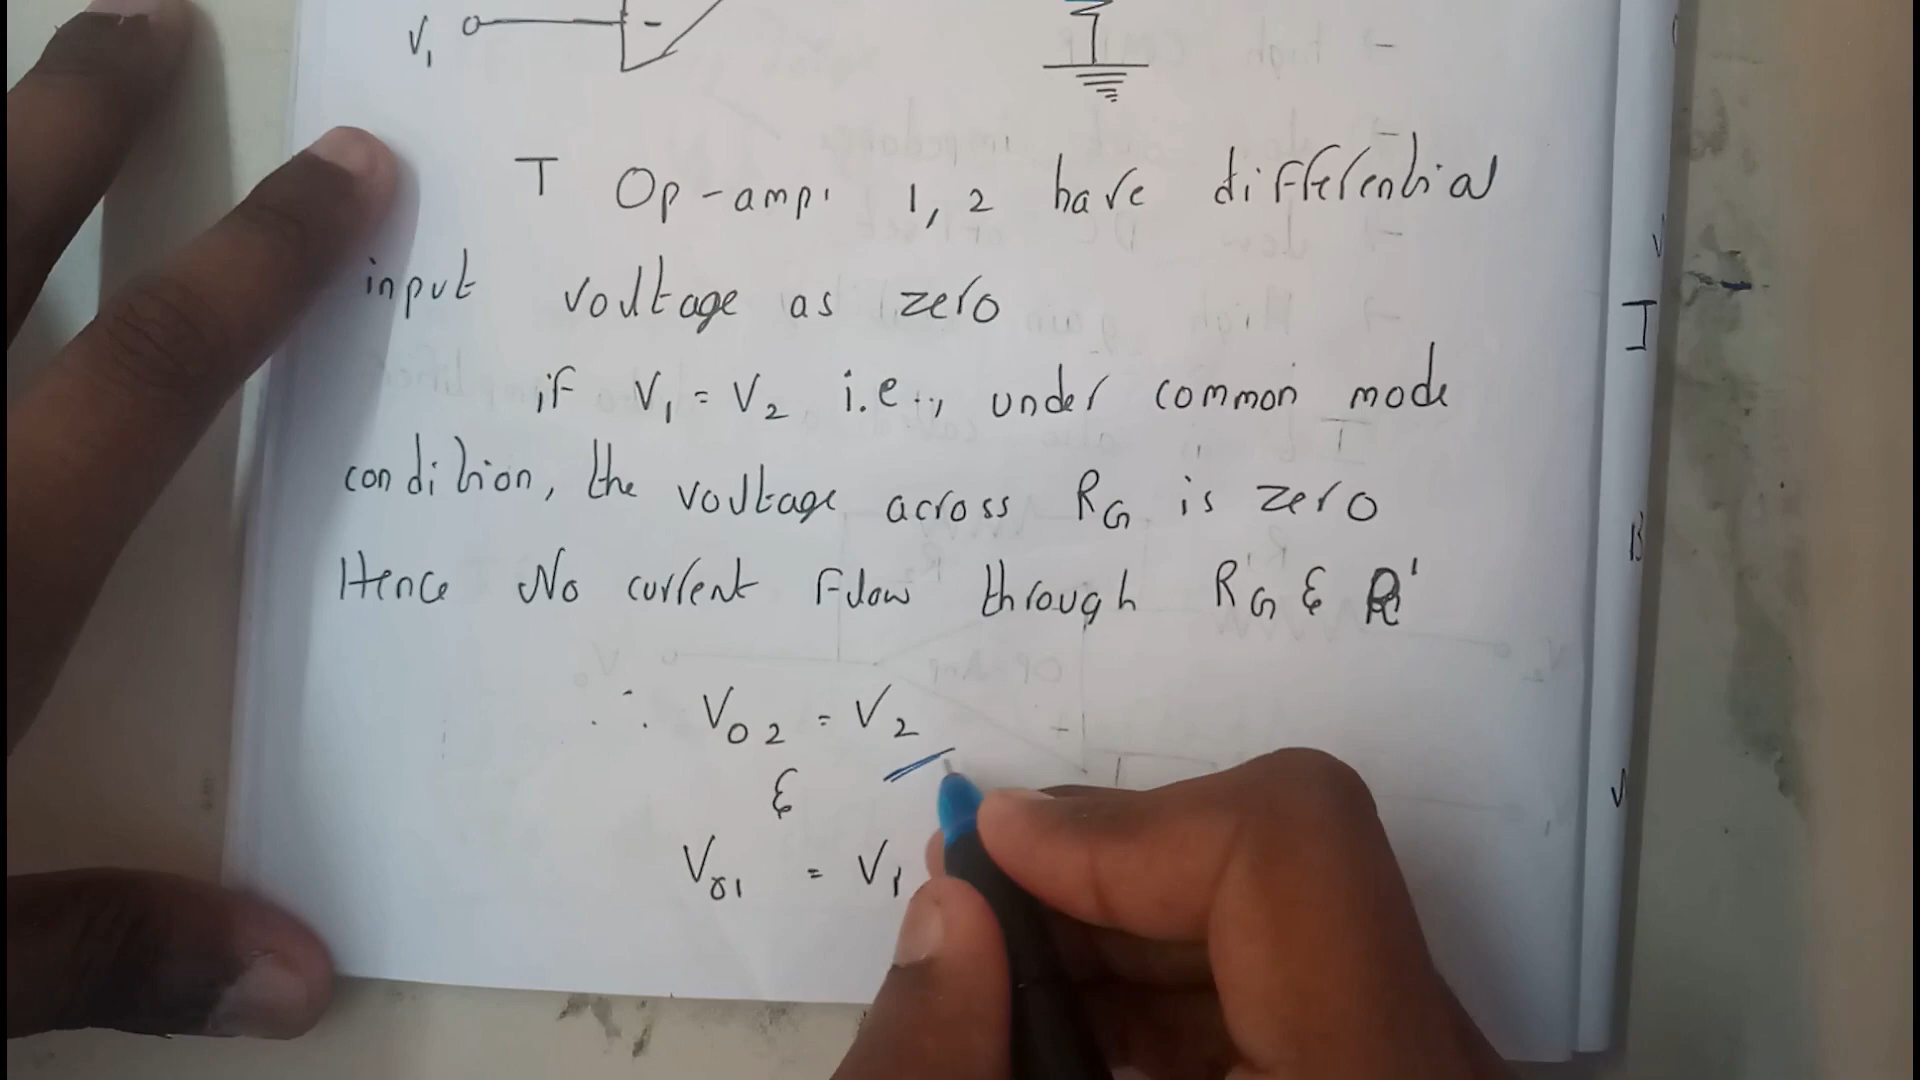 V₁ -
T Op-amp. 1, 2 have differential
input voltage as zero
if V₁ = V₂ i.e., under common mode
condition, the voltage across RG is zero
Hence No current flow through RG & R'
∴ V02 = V₂
&
V01 = V₁